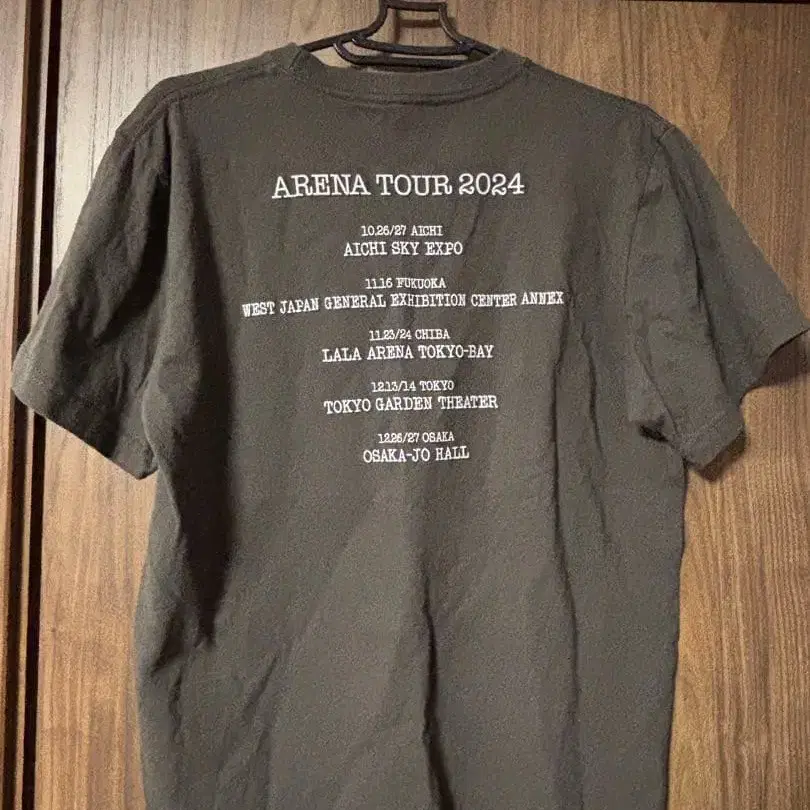 ARENA TOUR 2024
10.26/27 AICHI
AICHI SKY EXPO
11.16 FUKUOKA
WEST JAPAN GENERAL EXHIBITION CENTER ANNEX
11.23/24 CHIBA
LALA ARENA TOKYO-BAY
12.13/14 TOKYO
TOKYO GARDEN THEATER
12.26/27 OSAKA
OSAKA-JO HALL